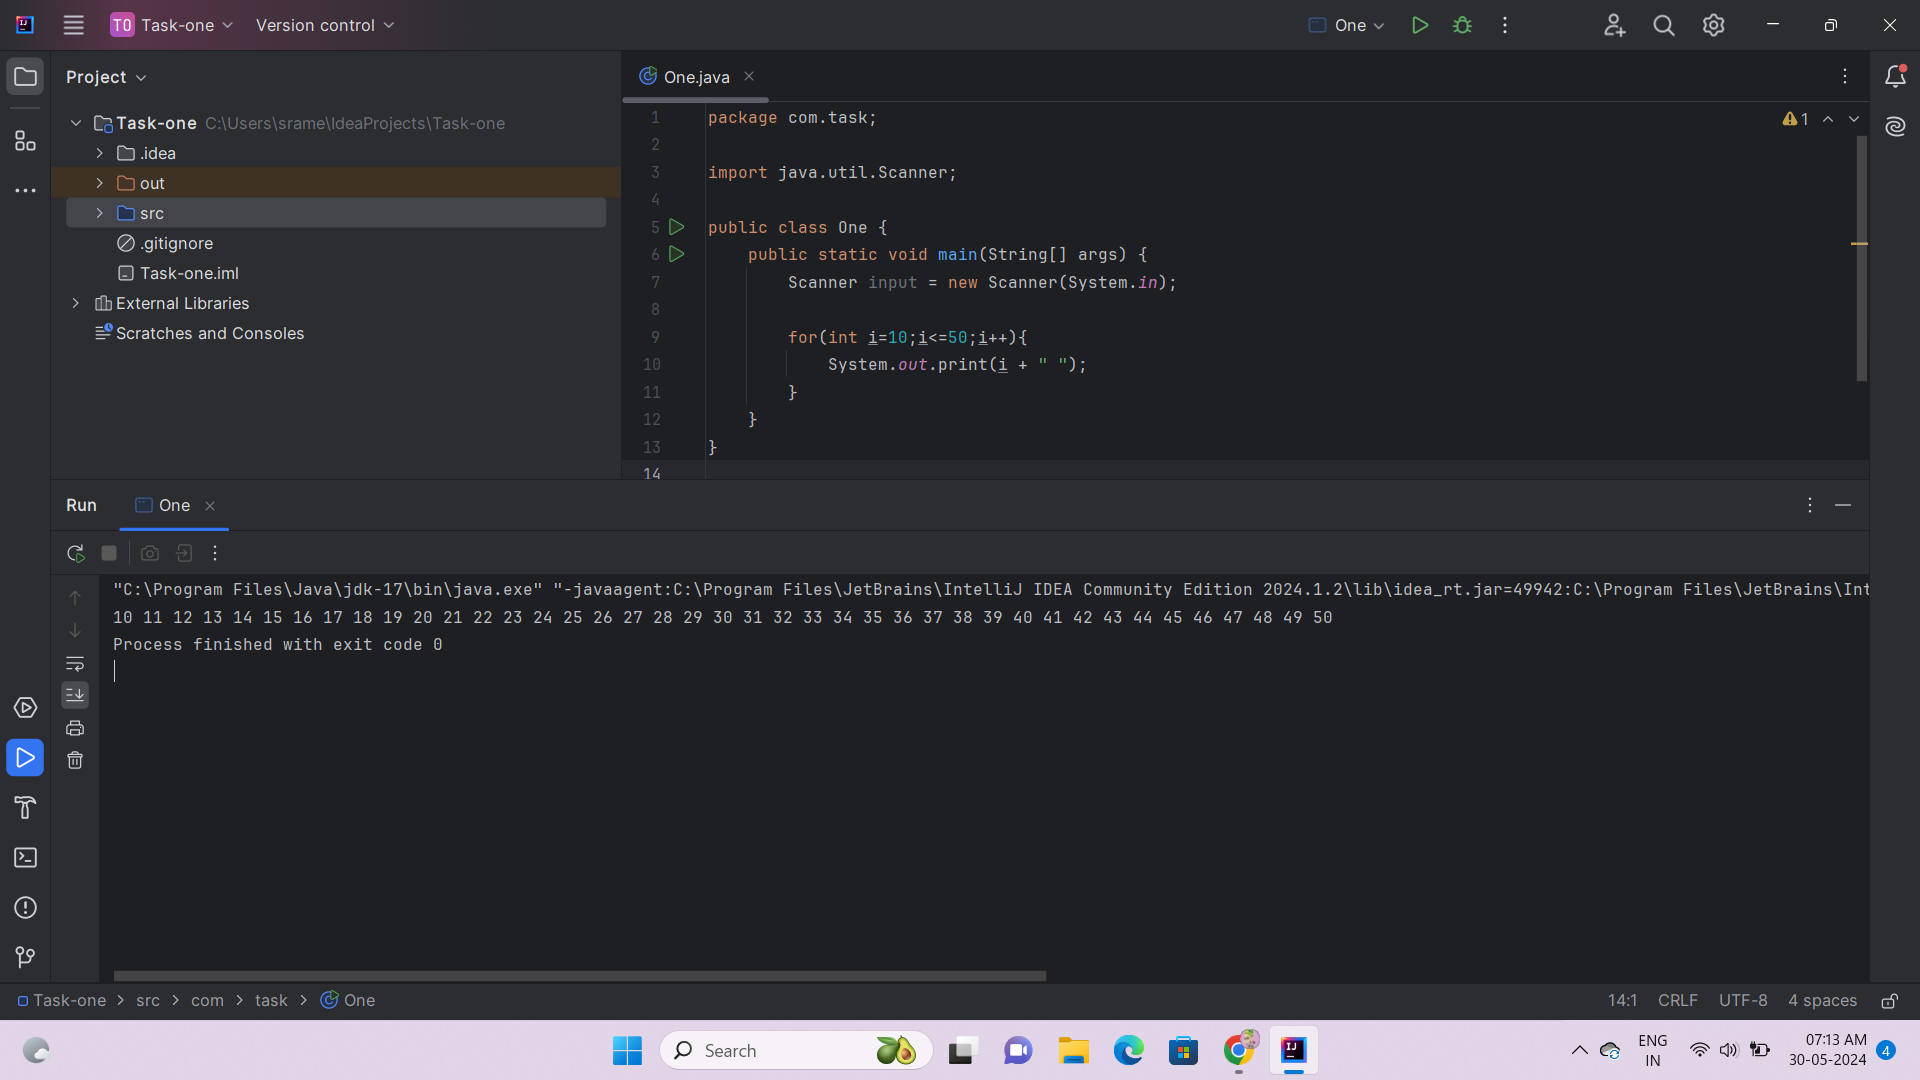 TO Task-one Version control One
Project
One.java
Task-one C:\Users\srame\IdeaProjects\Task-one
.idea
out
src
.gitignore
Task-one.iml
External Libraries
Scratches and Consoles
1
1 package com.task;
2
3 import java.util.Scanner;
4
5 public class One {
6 public static void main(String[] args) {
7 Scanner input = new Scanner(System.in);
8
9 for(int i=10;i<=50;i++){
10 System.out.print(i + " ");
11 }
12 }
13 }
14
Run One
"C:\Program Files\Java\jdk-17\bin\java.exe" "-javaagent:C:\Program Files\JetBrains\IntelliJ IDEA Community Edition 2024.1.2\lib\idea_rt.jar=49942:C:\Program Files\JetBrains\Int
10 11 12 13 14 15 16 17 18 19 20 21 22 23 24 25 26 27 28 29 30 31 32 33 34 35 36 37 38 39 40 41 42 43 44 45 46 47 48 49 50
Process finished with exit code 0
Task-one > src > com > task > One
14:1 CRLF UTF-8 4 spaces
Search
IJ
ENG
IN
07:13 AM
30-05-2024
4